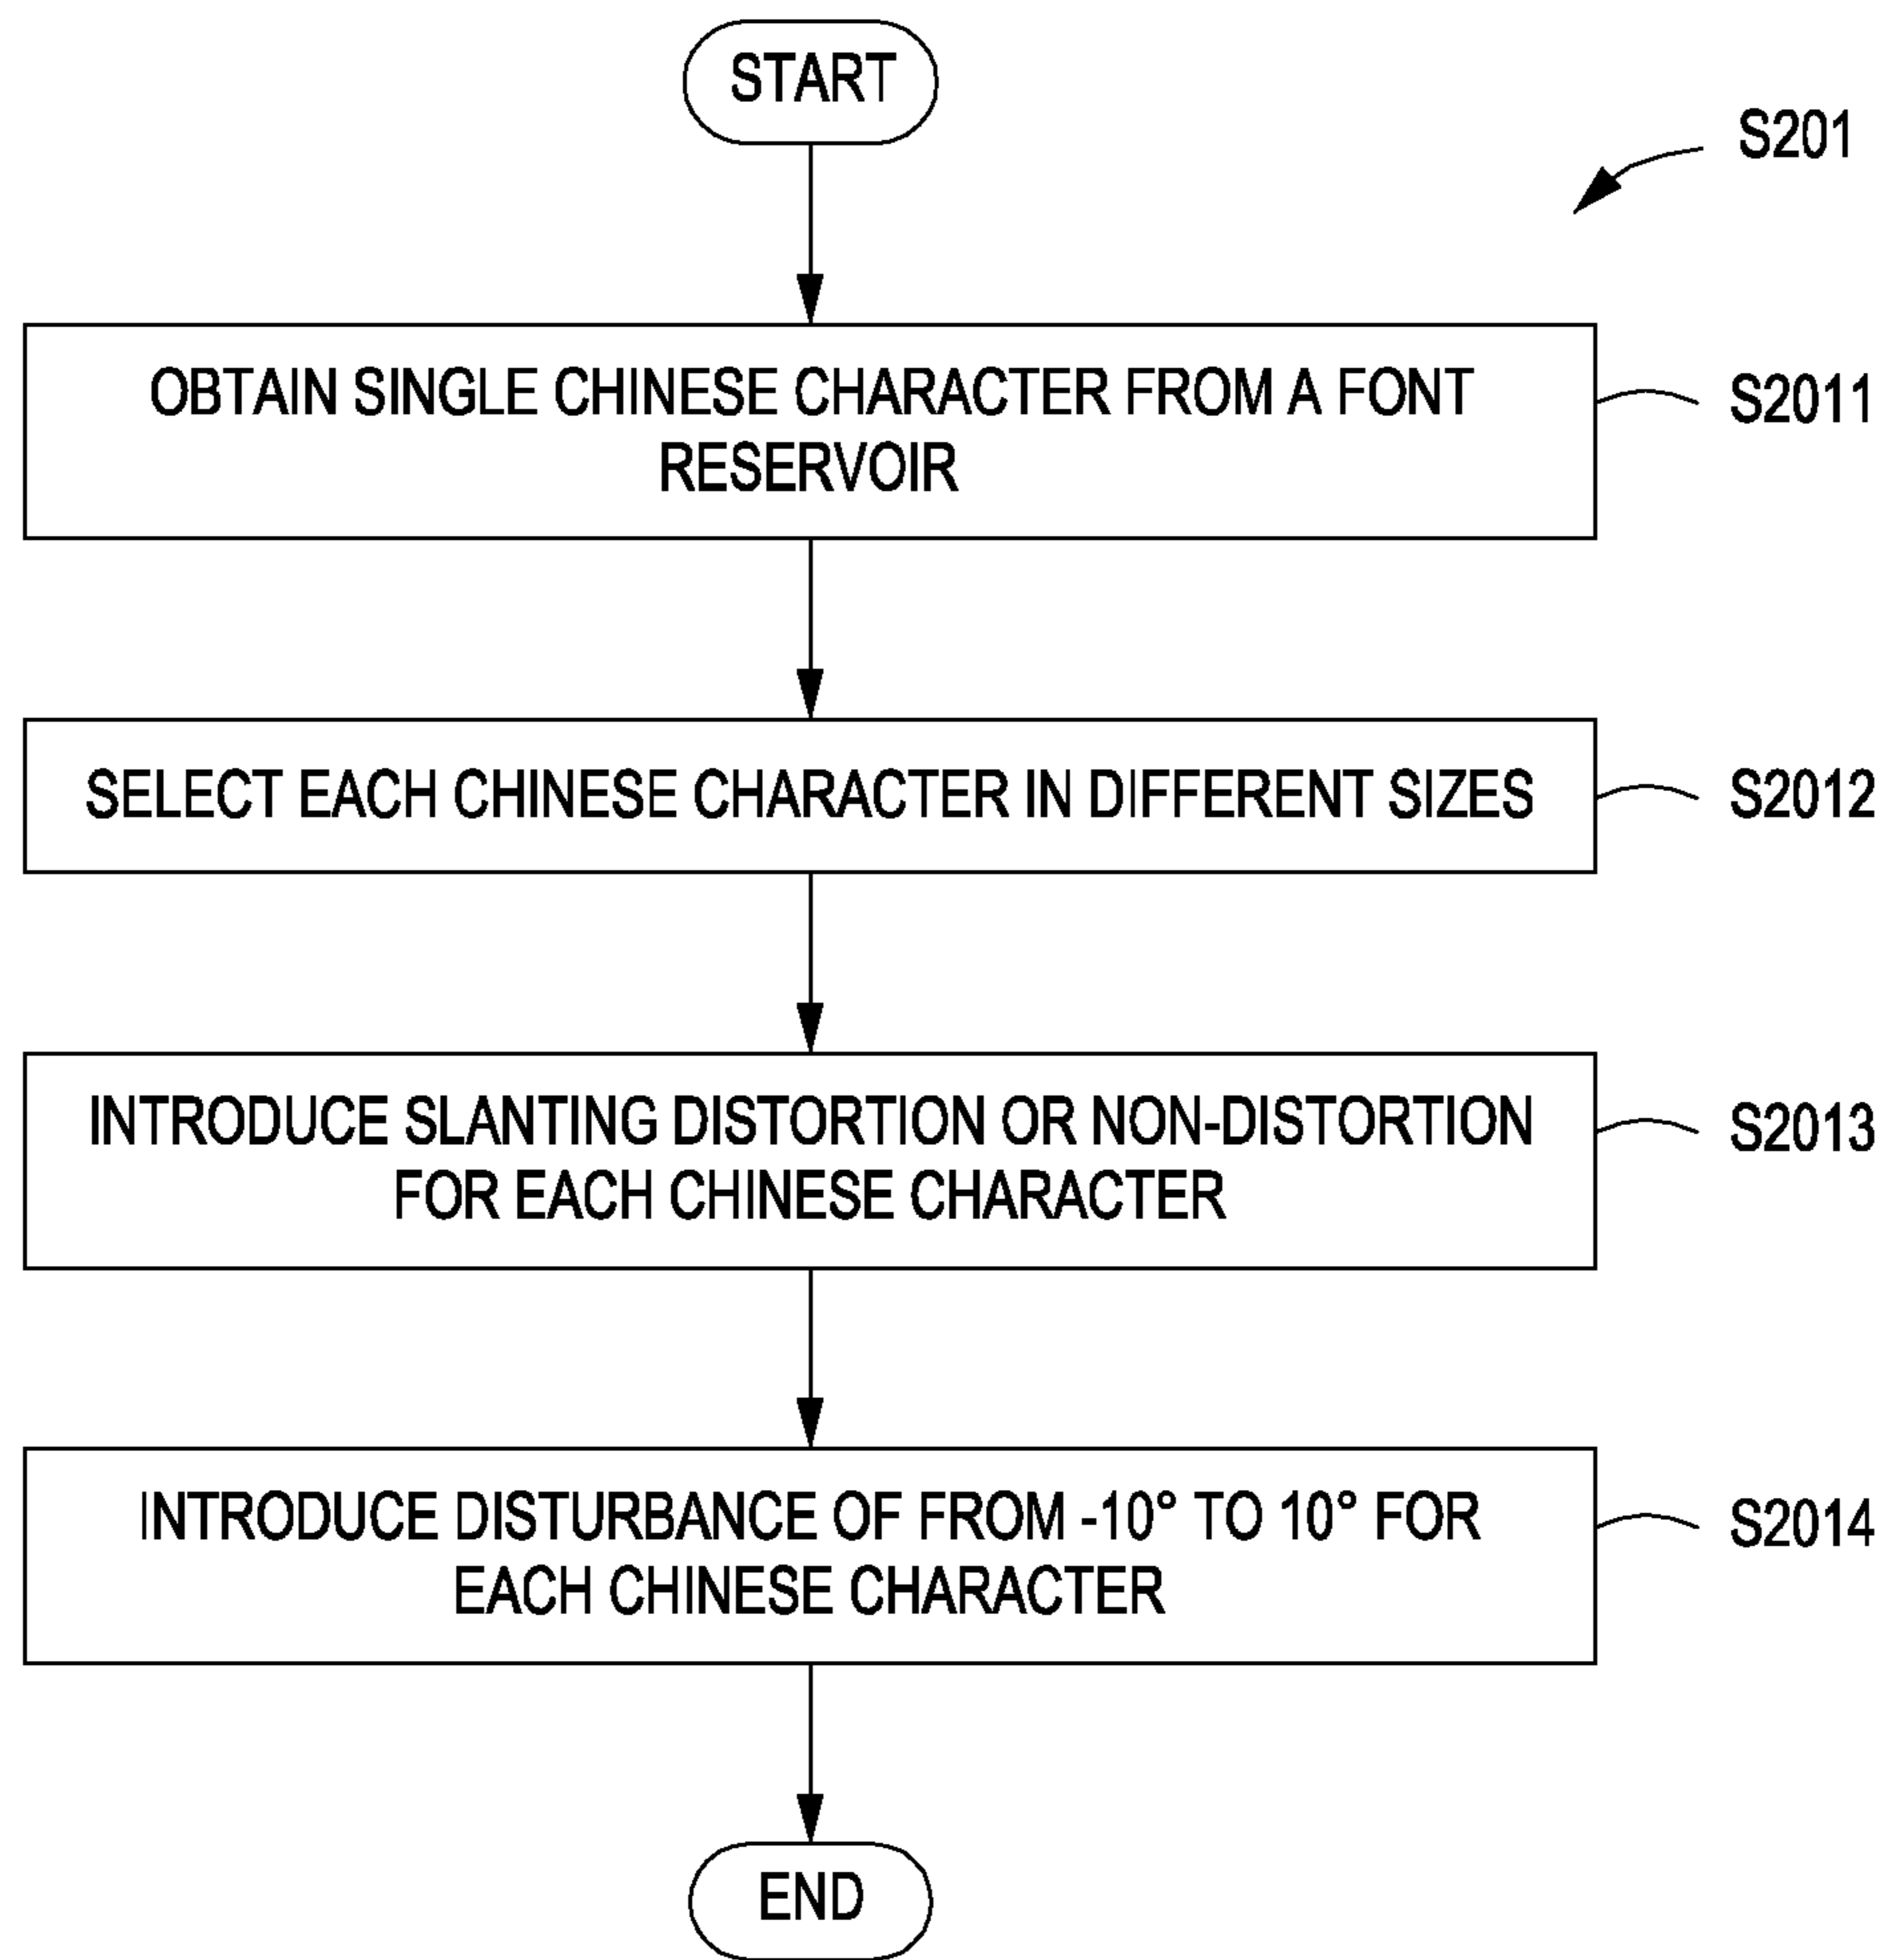 START
S201
OBTAIN SINGLE CHINESE CHARACTER FROM A FONT
RESERVOIR
S2011
SELECT EACH CHINESE CHARACTER IN DIFFERENT SIZES
S2012
INTRODUCE SLANTING DISTORTION OR NON-DISTORTION
FOR EACH CHINESE CHARACTER
S2013
INTRODUCE DISTURBANCE OF FROM -10° TO 10° FOR
EACH CHINESE CHARACTER
S2014
END